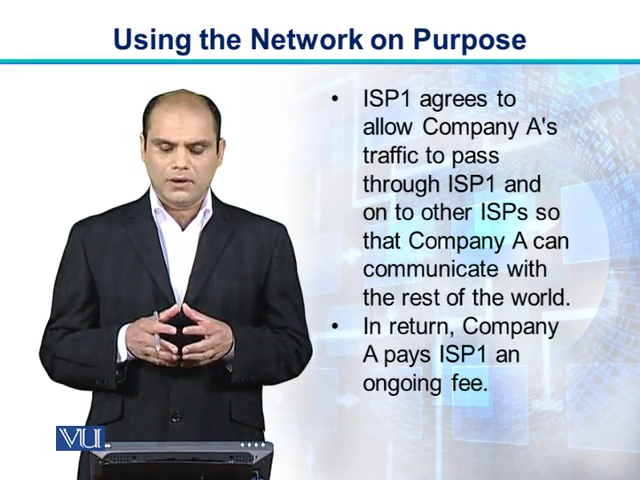 Using the Network on Purpose
• ISP1 agrees to
allow Company A's
traffic to pass
through ISP1 and
on to other ISPs so
that Company A can
communicate with
the rest of the world.
• In return, Company
A pays ISP1 an
ongoing fee.
VU